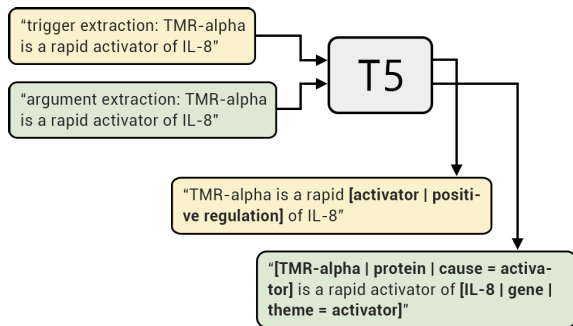 “trigger extraction: TMR-alpha
is a rapid activator of IL-8”
“argument extraction: TMR-alpha
is a rapid activator of IL-8”
T5
“TMR-alpha is a rapid [activator | positi-
ve regulation] of IL-8”
“[TMR-alpha | protein | cause = activa-
tor] is a rapid activator of [IL-8 | gene |
theme = activator]”